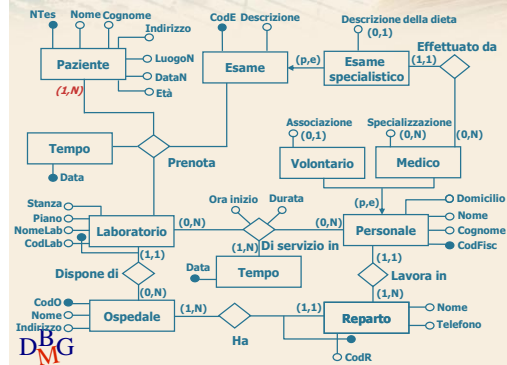 NTes Nome Cognome
Indirizzo
CodE Descrizione
Descrizione della dieta
(0,1)
Effettuato da
Paziente
LuogoN
DataN
Età
(1,N)
Esame
(p,e)
Esame
specialistico
(1,1)
Associazione
(0,1)
Specializzazione
(0,N)
(0,N)
Tempo
Data
Prenota
Volontario
Medico
(p,e)
Stanza
Piano
NomeLab
CodLab
Laboratorio
(0,N)
Ora inizio
Durata
(0,N)
Personale
Domicilio
Nome
Cognome
CodFisc
(1,1)
Dispone di
(0,N)
(1,N)
Di servizio in
Data
Tempo
(1,1)
Lavora in
(1,N)
CodO
Nome
Indirizzo
Ospedale
(1,N)
Ha
(1,1)
Reparto
Nome
Telefono
CodR
DBMG